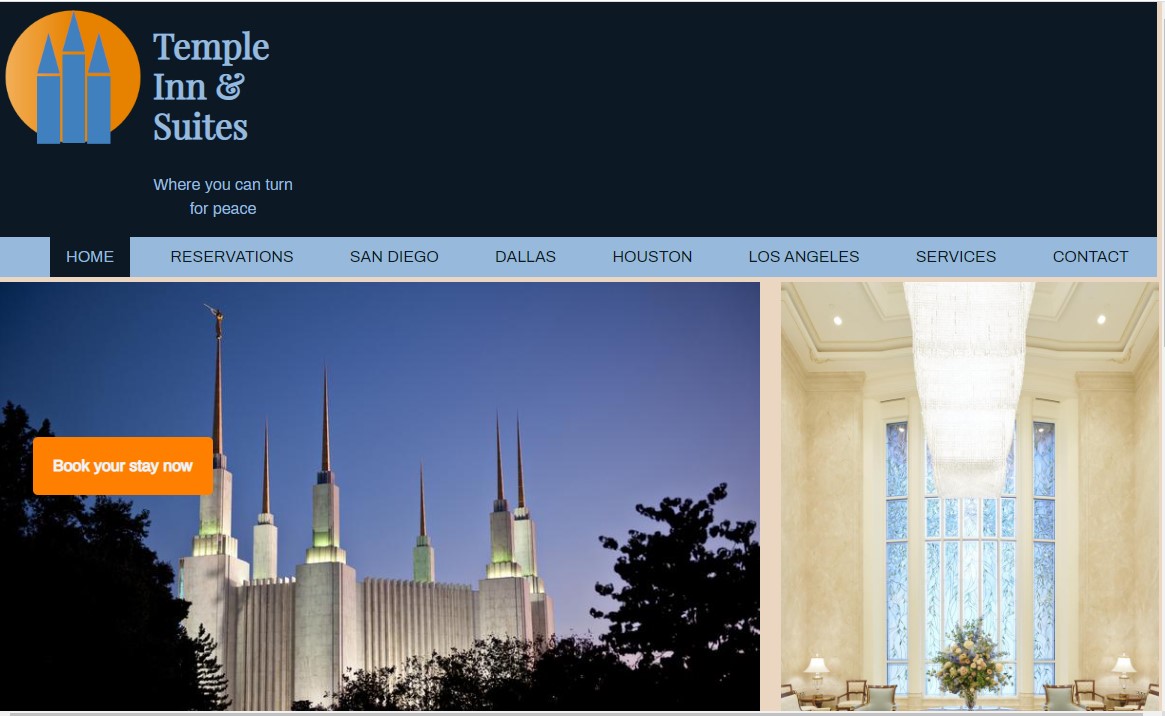 Temple
Inn &
Suites
Where you can turn
for peace
HOME RESERVATIONS SAN DIEGO DALLAS HOUSTON LOS ANGELES SERVICES CONTACT
Book your stay now